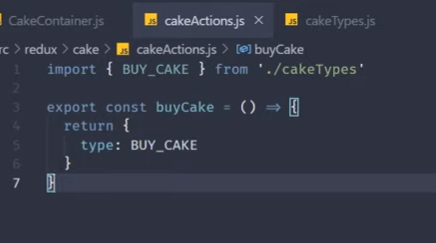 CakeContainer.js
JS cakeActions.js ×
JS cakeTypes.js
rc > redux > cake > JS cakeActions.js > buyCake
1 import { BUY_CAKE } from './cakeTypes'
2
3 export const buyCake = () => {
4 return {
5 type: BUY_CAKE
6 }
7 }